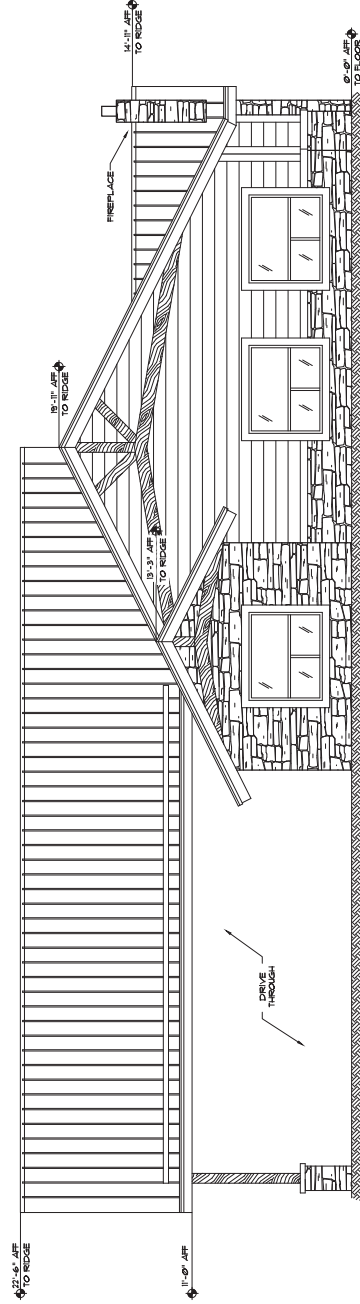 22'-6" AFF
TO RIDGE
11'-0" AFF
DRIVE
THROUGH
13'-3" AFF
TO RIDGE
19'-11" AFF
TO RIDGE
FIREPLACE
14'-11" AFF
TO RIDGE
0'-0" AFF
TO FLOOR